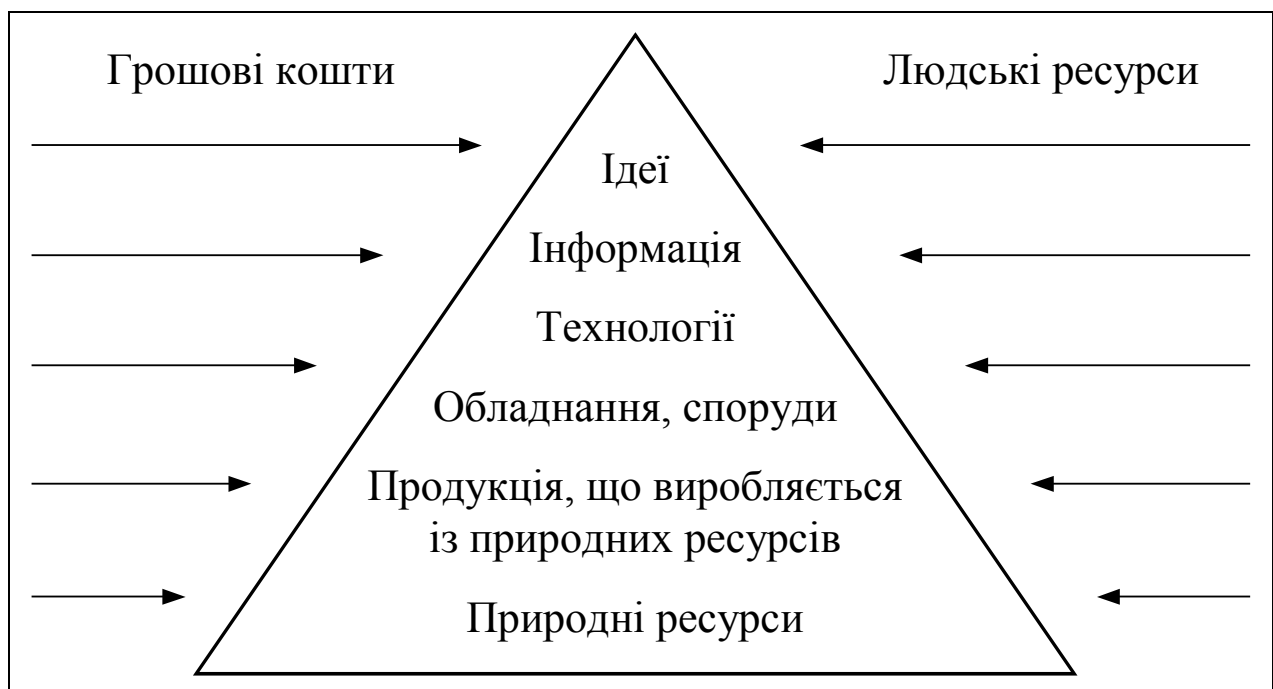 Грошові кошти
Людські ресурси
Ідеї
Інформація
Технології
Обладнання, споруди
Продукція, що виробляється
із природних ресурсів
Природні ресурси